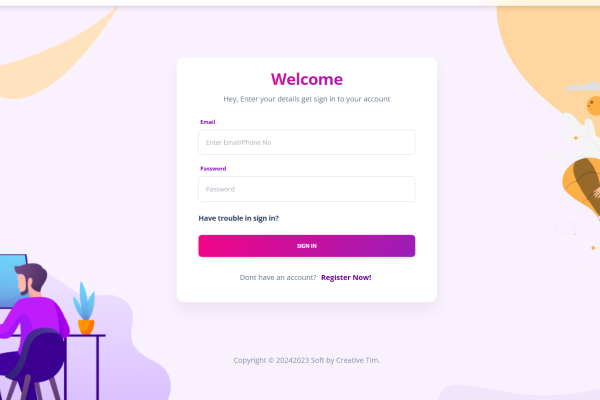 Welcome
Hey, Enter your details get sign in to your account
Email
Enter Email/Phone No
Password
Password
Have trouble in sign in?
SIGN IN
Dont have an account? Register Now!
Copyright © 20242023 Soft by Creative Tim.